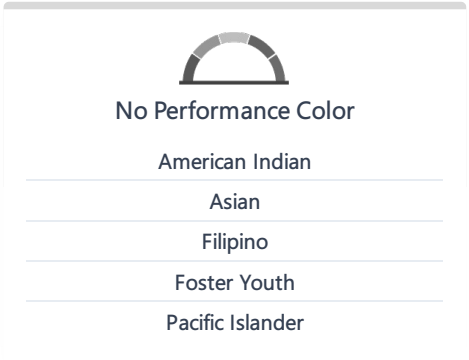 No Performance Color
American Indian
Asian
Filipino
Foster Youth
Pacific Islander